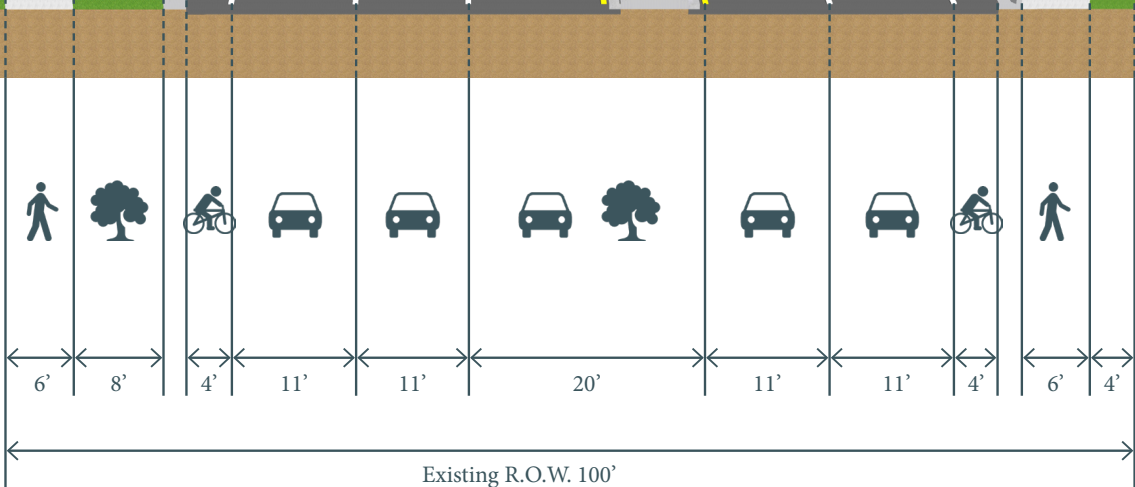 6’ 8’ 4’ 11’ 11’ 20’ 11’ 11’ 4’ 6’ 4’
Existing R.O.W. 100’